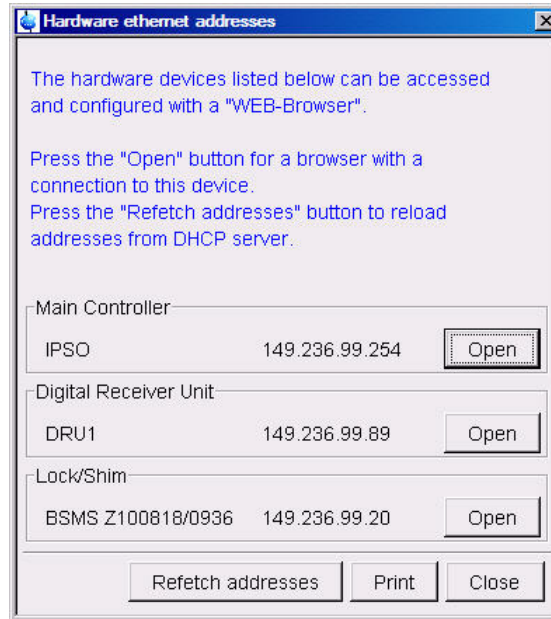 Hardware ethernet addresses
The hardware devices listed below can be accessed
and configured with a "WEB-Browser".
Press the "Open" button for a browser with a
connection to this device.
Press the "Refetch addresses" button to reload
addresses from DHCP server.
Main Controller
IPSO 149.236.99.254 Open
Digital Receiver Unit
DRU1 149.236.99.89 Open
Lock/Shim
BSMS Z100818/0936 149.236.99.20 Open
Refetch addresses Print Close